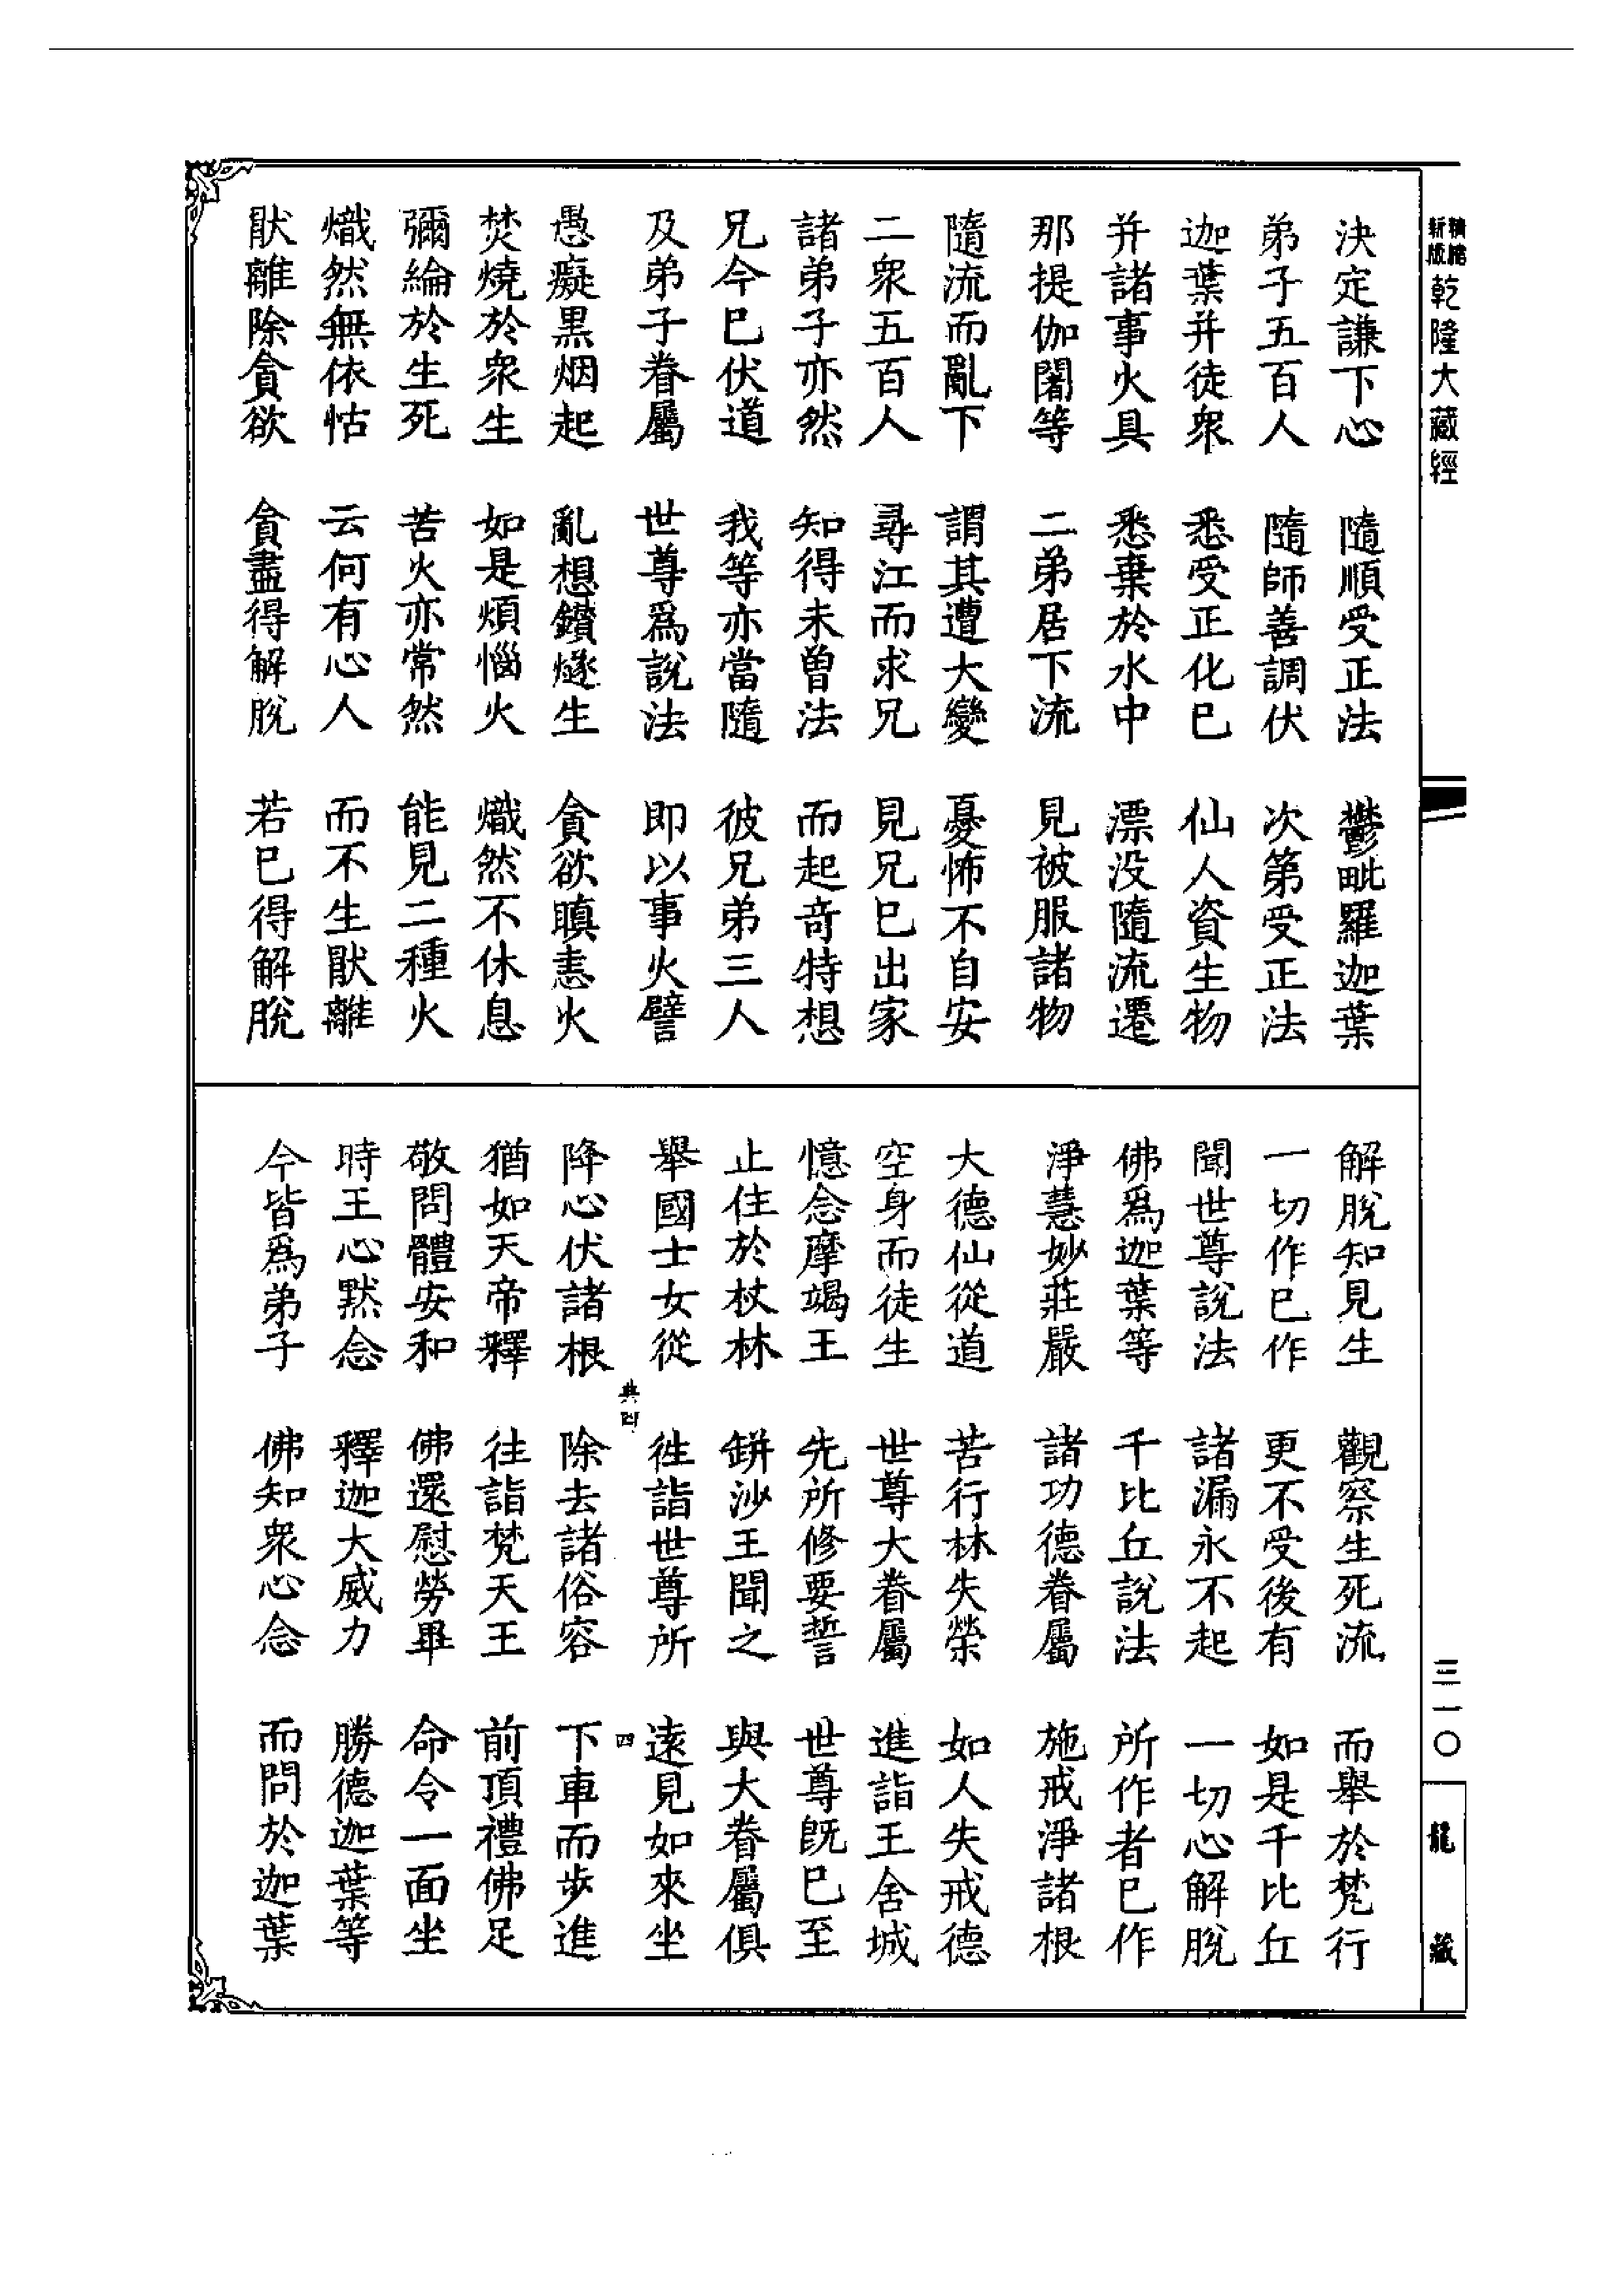 精縮新版乾隆大藏經
決定謙下心 隨順受正法 鬱毗羅迦葉
弟子五百人 隨師善調伏 次第受正法
迦葉并徒衆 悉受正化巳 仙人資生物
并諸事火具 悉棄於水中 漂没隨流還
那提伽闍等 二弟居下流 見被服諸物
隨流而亂下 謂其遭大變 憂怖不自安
二衆五百人 尋江而求兄 見兄巳出家
諸弟子亦然 知得未曾法 而起奇特想
兄今巳伏道 我等亦當隨 彼兄弟三人
及弟子眷屬 世尊爲說法 即以事火譬
愚癡黑烟起 亂想鑽燧生 貪欲瞋恚火
焚燒於衆生 如是煩惱火 熾然不休息
彌綸於生死 苦火亦常然 能見二種火
熾然無依怙 云何有心人 而不生猒離
猒離除貪欲 貪盡得解脫 若巳得解脫
解脫知見生 觀察生死流 而舉於梵行
一切作巳作 更不受後有 如是千比丘
聞世尊說法 諸漏永不起 一切心解脫
佛爲迦葉等 千比丘說法 所作者巳作
淨慧妙莊嚴 諸功德眷屬 施戒淨諸根
大德仙從道 苦行林失榮 如人失戒德
空身而徒生 世尊大眷屬 進詣王舍城
憶念摩竭王 先所修要誓 世尊旣巳至
止住於杖林 缾沙王聞之 與大眷屬俱
舉國士女從 徃詣世尊所 遠見如來坐
典四 四
降心伏諸根 除去諸俗容 下車而步進
猶如天帝釋 往詣梵天王 前頂禮佛足
敬問體安和 佛還慰勞畢 命令一面坐
時王心默念 釋迦大威力 勝德迦葉等
今皆爲弟子 佛知衆心念 而問於迦葉
三一〇
龍藏